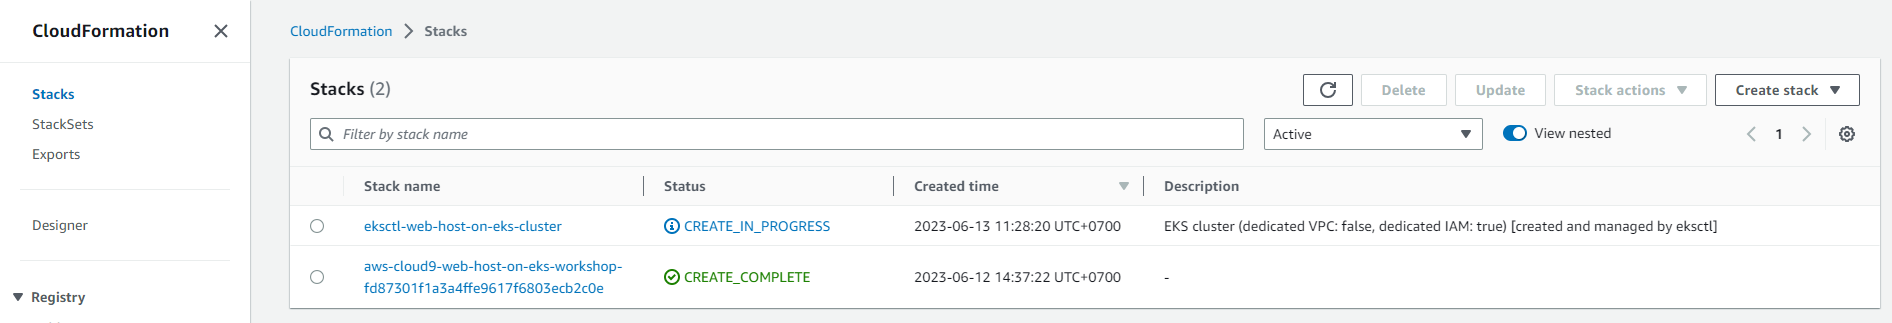 CloudFormation
Stacks
StackSets
Exports
Designer
Registry
CloudFormation > Stacks
Stacks (2)
Delete
Update
Stack actions
Create stack
Filter by stack name
Active
View nested
1
Stack name Status Created time Description
eksctl-web-host-on-eks-cluster CREATE_IN_PROGRESS 2023-06-13 11:28:20 UTC+0700 EKS cluster (dedicated VPC: false, dedicated IAM: true) [created and managed by eksctl]
aws-cloud9-web-host-on-eks-workshop-
fd87301f1a3a4ffe9617f6803ecb2c0e CREATE_COMPLETE 2023-06-12 14:37:22 UTC+0700 -